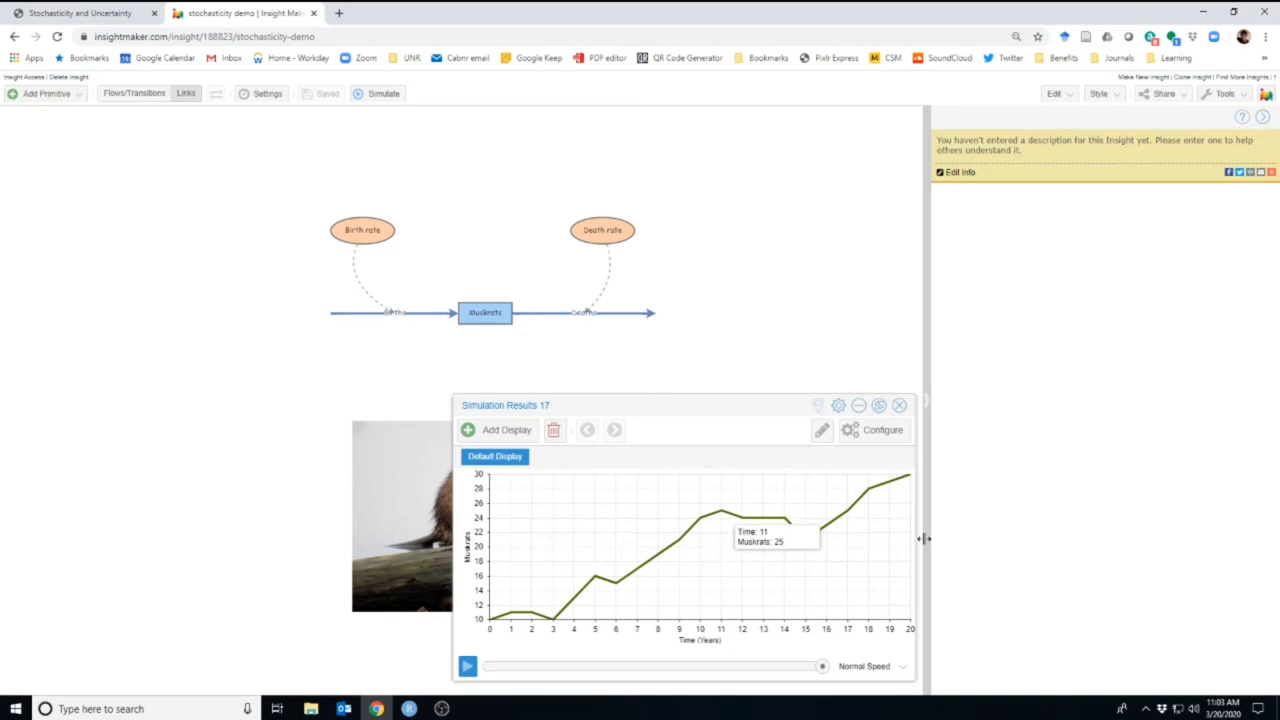 Stochasticity and Uncertainty
stochasticity demo | Insight Mak
insightmaker.com/insight/188823/stochasticity-demo
Apps
Bookmarks
Google Calendar
Inbox
Home - Workday
Zoom
UNR
Cabnr email
Google Keep
PDF editor
QR Code Generator
Bookmarks
Pixlr Express
CSM
SoundCloud
Twitter
Benefits
Journals
Learning
Insight Access | Delete Insight
Make New Insight | Clone Insight | Find More Insights | ?
Add Primitive
Flows/Transitions
Links
Settings
Saved
Simulate
Edit
Style
Share
Tools
You haven't entered a description for this Insight yet. Please enter one to help
others understand it.
Edit Info
Birth rate
Death rate
Births
Muskrats
Deaths
Simulation Results 17
Add Display
Configure
Default Display
30
28
26
24
22
20
18
16
14
12
10
Muskrats
Time: 11
Muskrats: 25
0 1 2 3 4 5 6 7 8 9 10 11 12 13 14 15 16 17 18 19 20
Time (Years)
Normal Speed
Type here to search
11:03 AM
3/20/2020